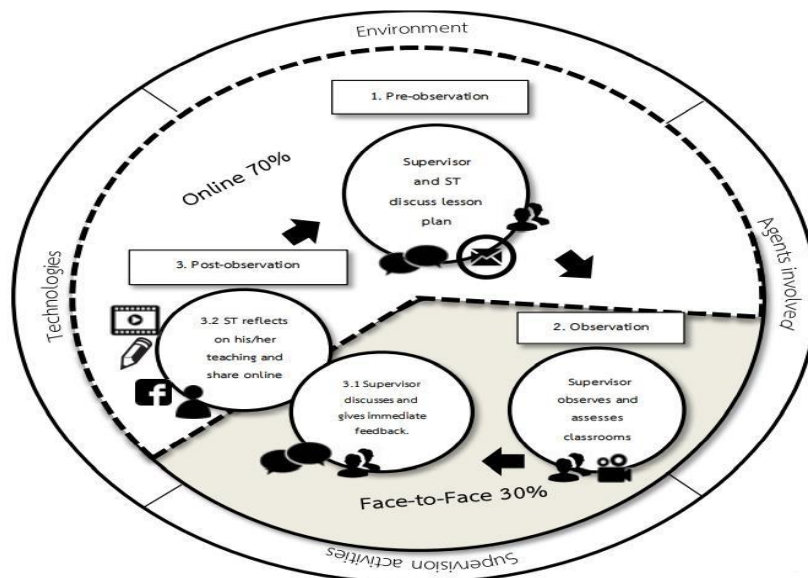 Environment
1. Pre-observation
Online 70%
Supervisor
and ST
discuss lesson
plan
Agents involved
Technologies
3. Post-observation
3.2 ST reflects
on his/her
teaching and
share online
2. Observation
Supervisor
observes and
assesses
classrooms
3.1 Supervisor
discusses and
gives immediate
feedback.
Face-to-Face 30%
Supervision activities